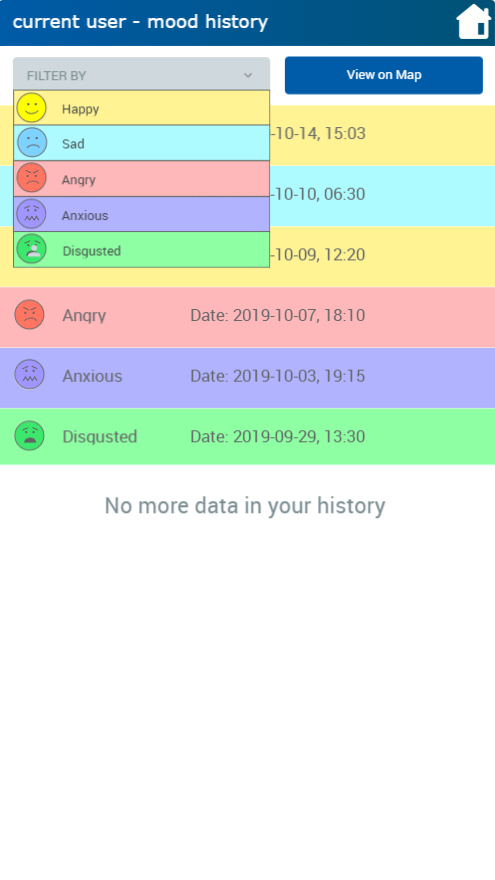 current user - mood history
FILTER BY
View on Map
Happy
-10-14, 15:03
Sad
Angry
-10-10, 06:30
Anxious
Disgusted
-10-09, 12:20
Angry Date: 2019-10-07, 18:10
Anxious Date: 2019-10-03, 19:15
Disqusted Date: 2019-09-29, 13:30
No more data in your history